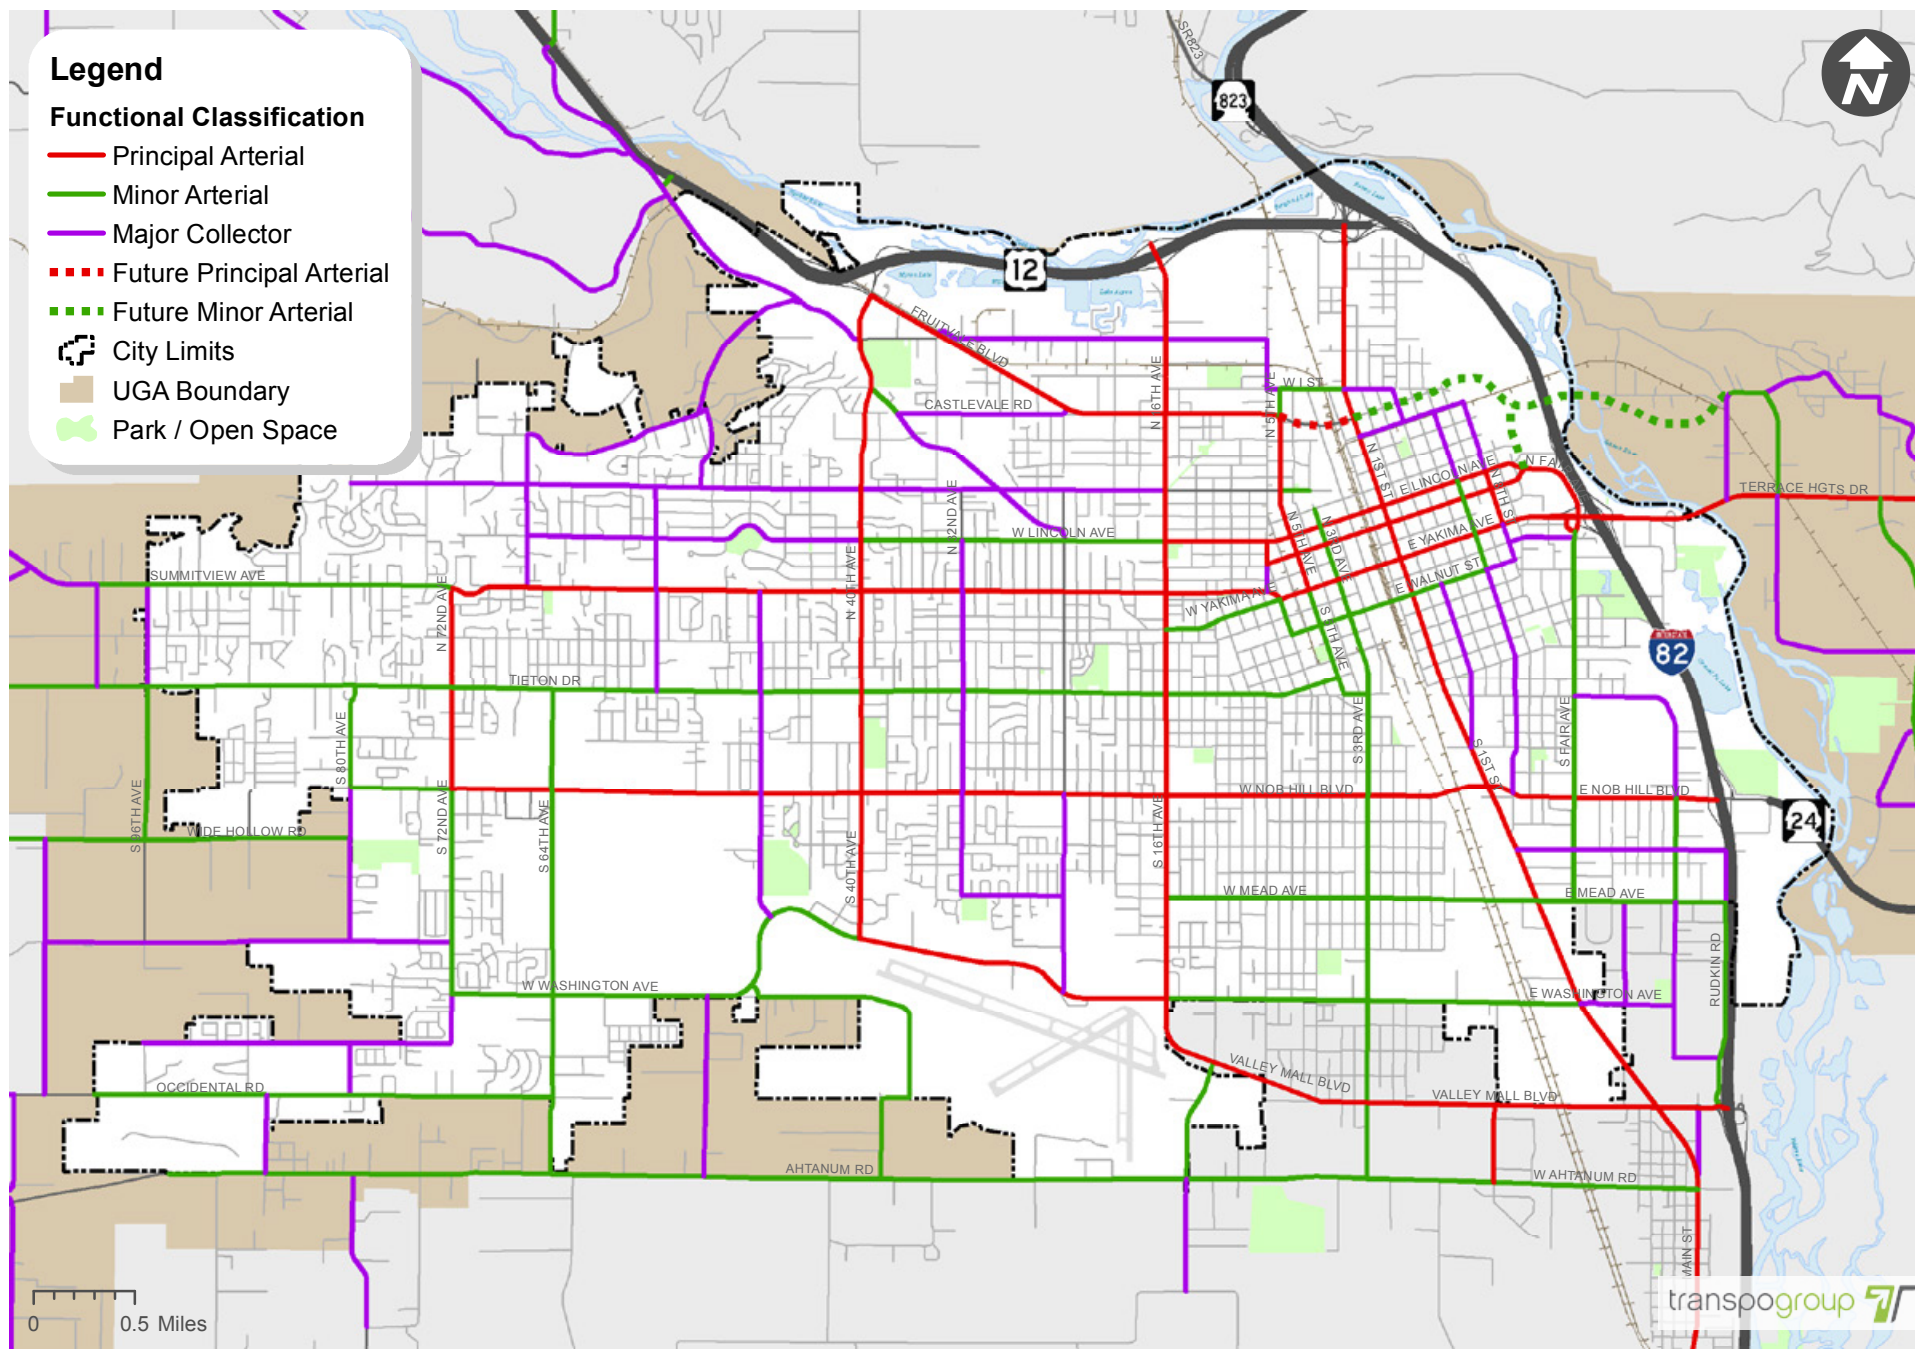 Legend
Functional Classification
Principal Arterial
Minor Arterial
Major Collector
Future Principal Arterial
Future Minor Arterial
City Limits
UGA Boundary
Park / Open Space
SR823
823
N
12
FRUITVALE BLVD
N 16TH AVE
W I ST
N 5TH AVE
CASTLEVALE RD
N 1ST ST
E LINCOLN AVE
N FAIR AVE
N 8TH ST
TERRACE HGTS DR
N 32ND AVE
W LINCOLN AVE
N 40TH AVE
N 5TH AVE
N 3RD AVE
E YAKIMA AVE
SUMMITVIEW AVE
N 72ND AVE
E WALNUT ST
W YAKIMA AVE
S 5TH AVE
82
TIETON DR
S 80TH AVE
S 3RD AVE
S FAIR AVE
S 1ST ST
S 96TH AVE
S 72ND AVE
W NOB HILL BLVD
E NOB HILL BLVD
24
WIDE HOLLOW RD
S 64TH AVE
S 40TH AVE
S 16TH AVE
W MEAD AVE
E MEAD AVE
RUDKIN RD
W WASHINGTON AVE
E WASHINGTON AVE
VALLEY MALL BLVD
VALLEY MALL BLVD
OCCIDENTAL RD
AHTANUM RD
W AHTANUM RD
MAIN ST
0 0.5 Miles
transpogroup